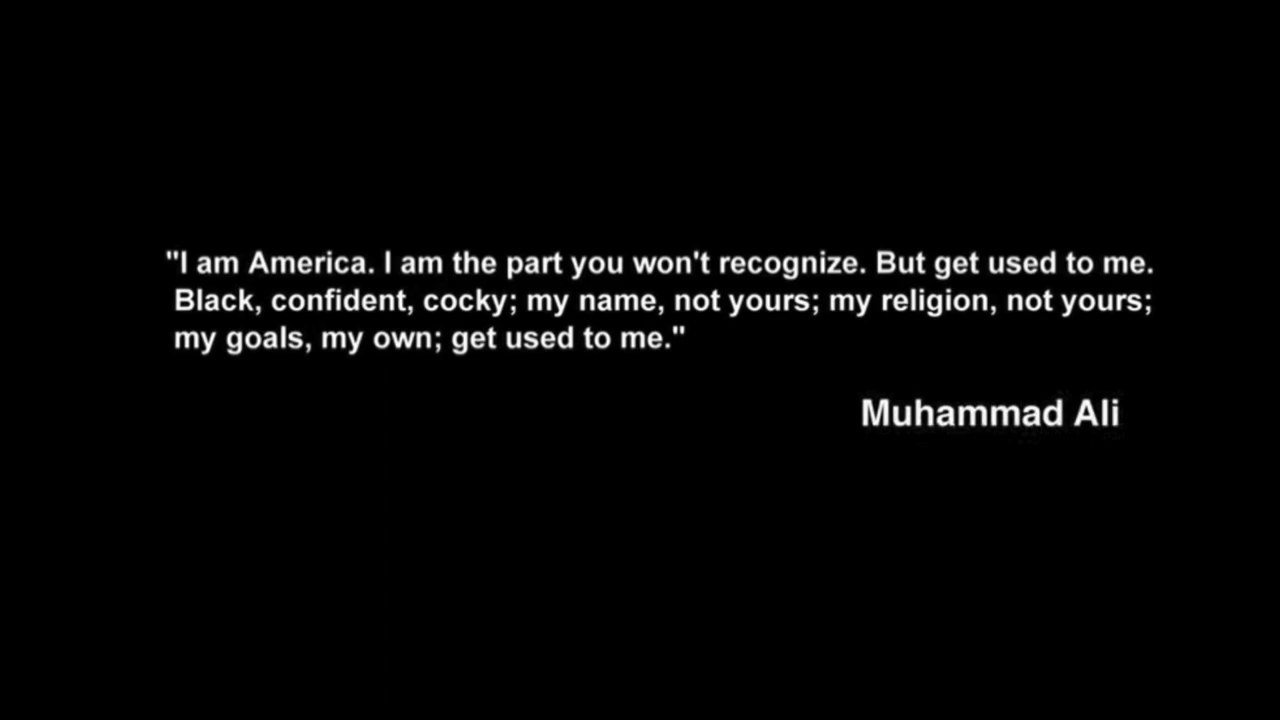 "I am America. I am the part you won't recognize. But get used to me.
Black, confident, cocky; my name, not yours; my religion, not yours;
my goals, my own; get used to me."
Muhammad Ali